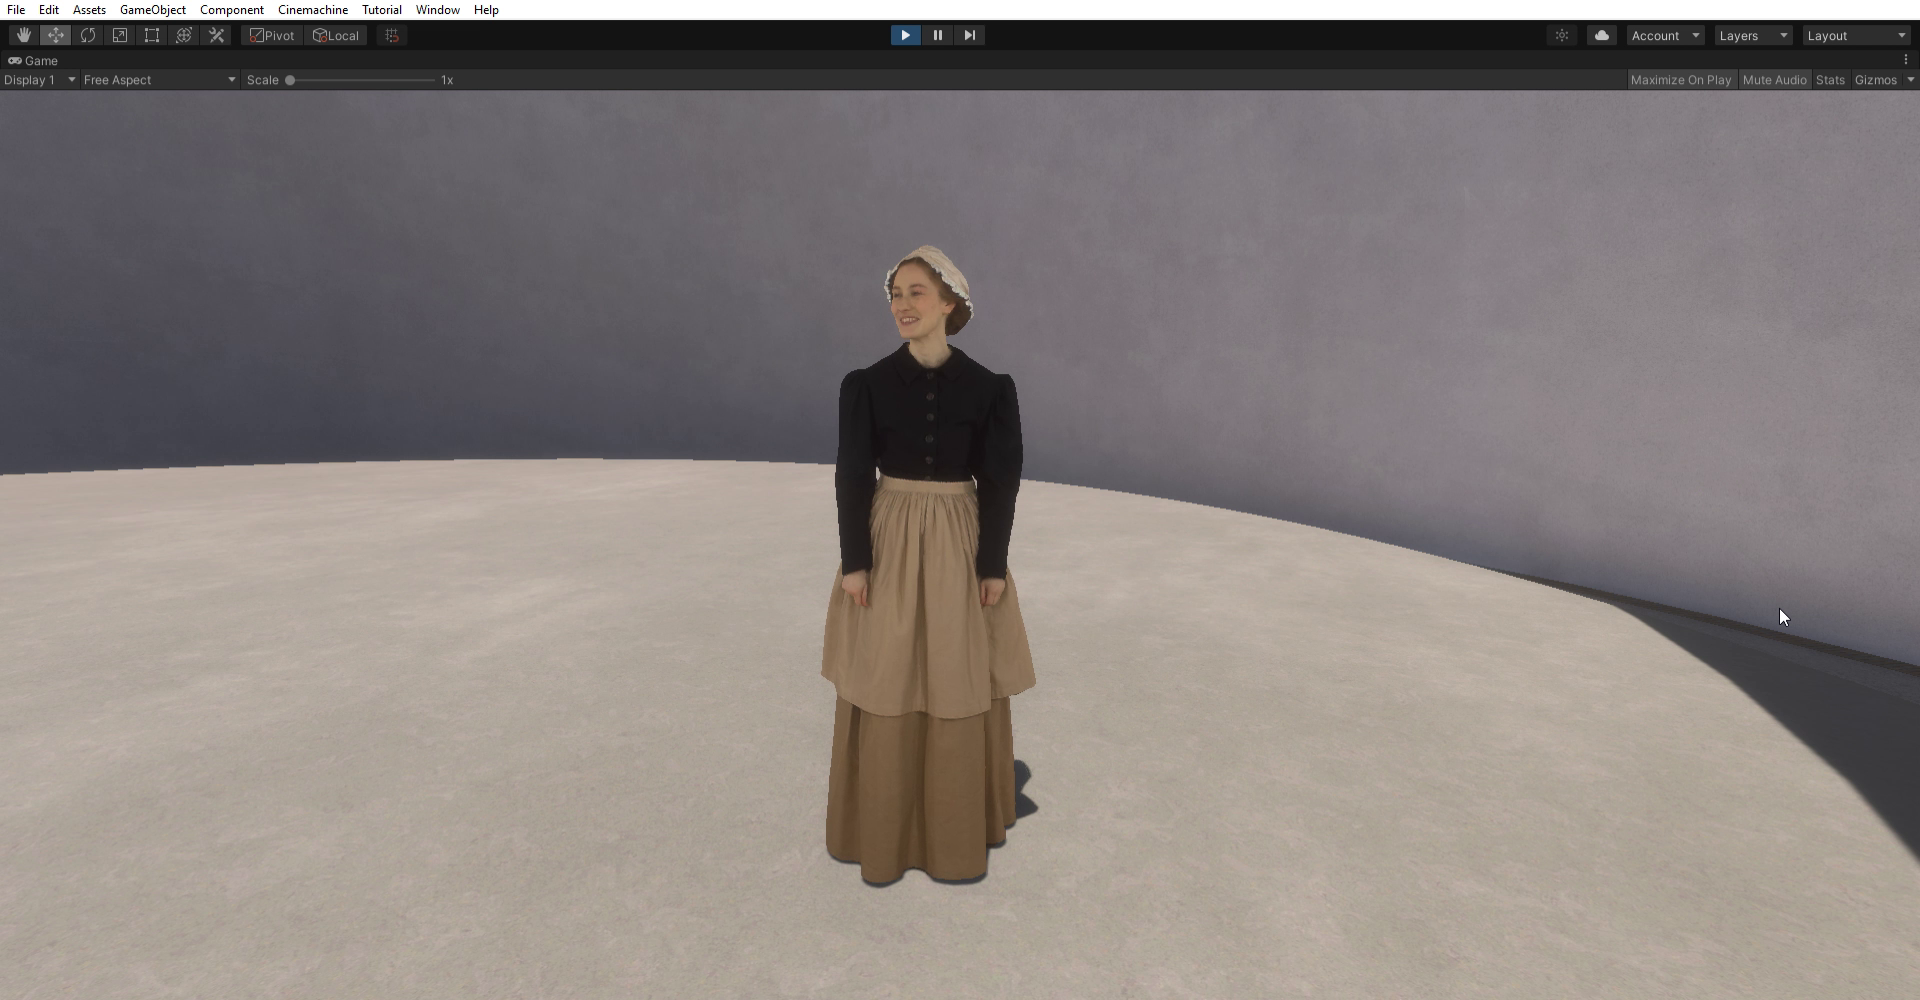 File Edit Assets GameObject Component Cinemachine Tutorial Window Help
Pivot Local Account Layers Layout
Game
Display 1 Free Aspect Scale 1x Maximize On Play Mute Audio Stats Gizmos